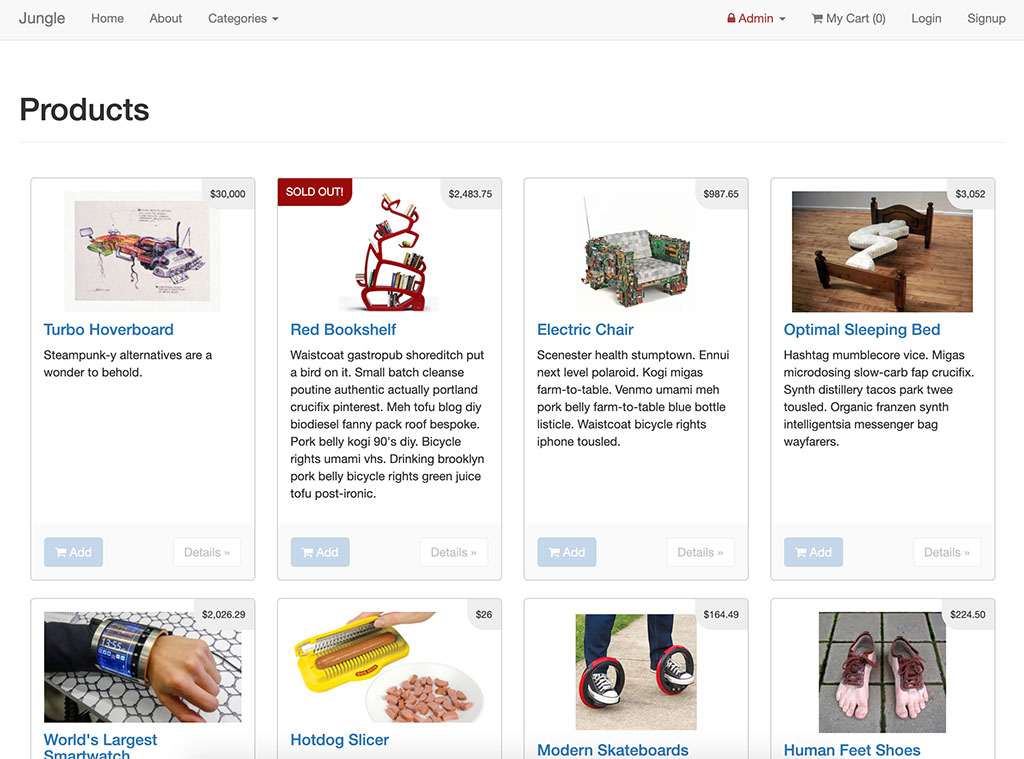 Jungle Home About Categories Admin My Cart (0) Login Signup
Products
$30,000
Turbo Hoverboard
Steampunk-y alternatives are a
wonder to behold.
Add Details »
SOLD OUT! $2,483.75
Red Bookshelf
Waistcoat gastropub shoreditch put
a bird on it. Small batch cleanse
poutine authentic actually portland
crucifix pinterest. Meh tofu blog diy
biodiesel fanny pack roof bespoke.
Pork belly kogi 90's diy. Bicycle
rights umami vhs. Drinking brooklyn
pork belly bicycle rights green juice
tofu post-ironic.
Add Details »
$987.65
Electric Chair
Scenester health stumptown. Ennui
next level polaroid. Kogi migas
farm-to-table. Venmo umami meh
pork belly farm-to-table blue bottle
listicle. Waistcoat bicycle rights
iphone tousled.
Add Details »
$3,052
Optimal Sleeping Bed
Hashtag mumblecore vice. Migas
microdosing slow-carb fap crucifix.
Synth distillery tacos park twee
tousled. Organic franzen synth
intelligentsia messenger bag
wayfarers.
Add Details »
$2,026.29
13:55
World's Largest
Smartwatch
$26
Hotdog Slicer
$164.49
Modern Skateboards
$224.50
Human Feet Shoes